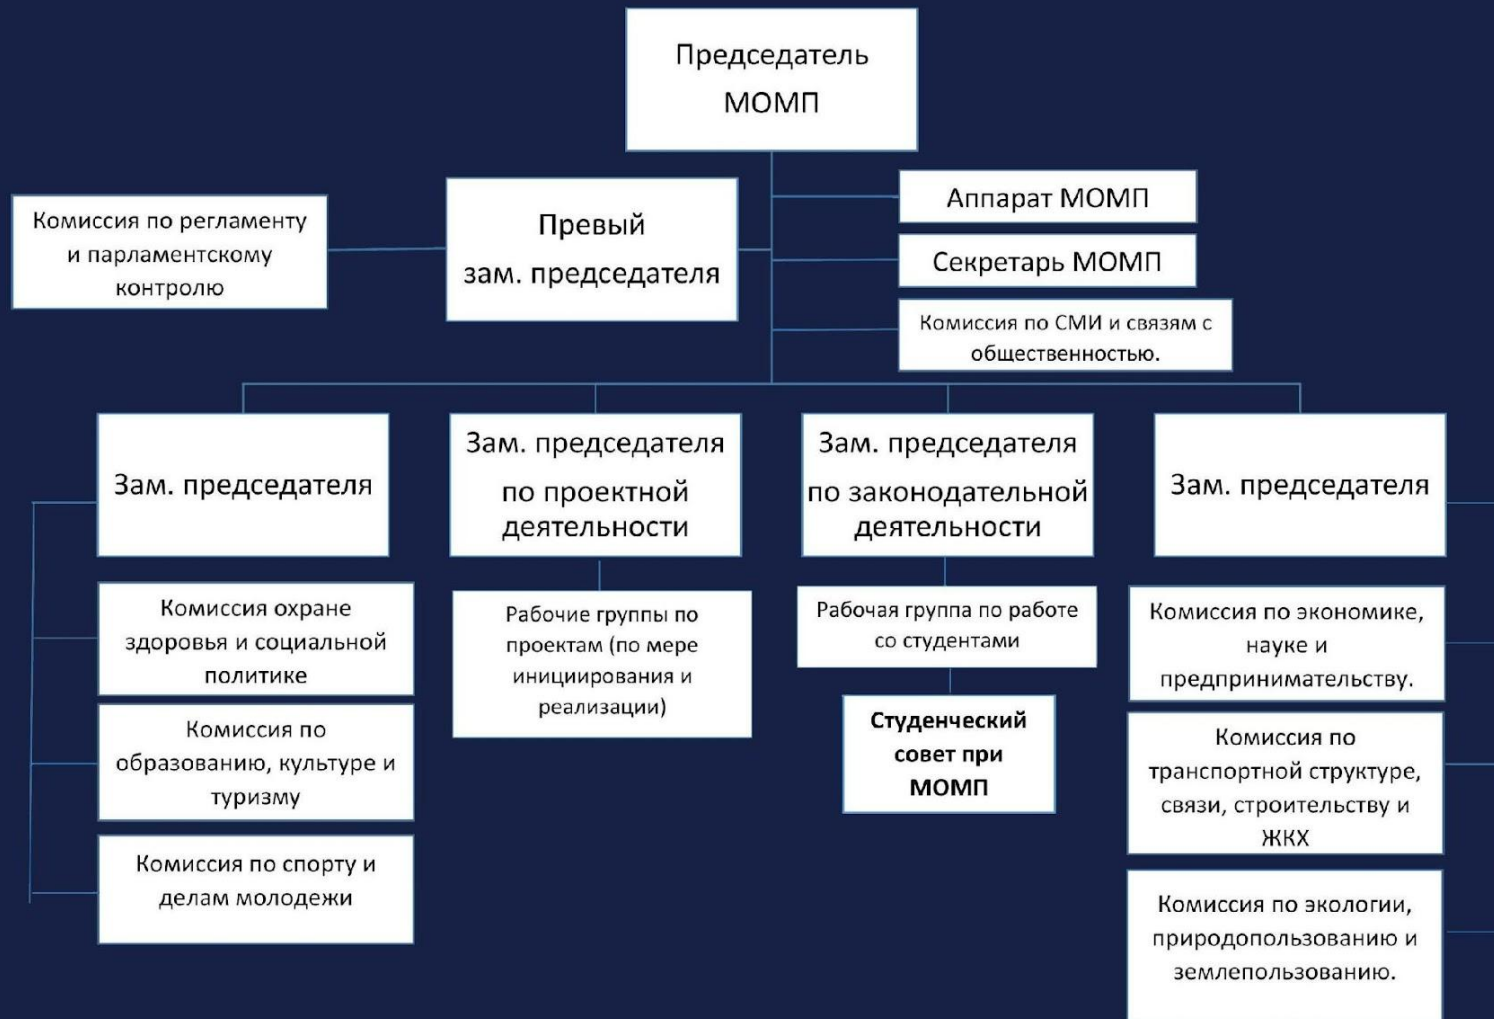 Председатель
МОМП
Комиссия по регламенту
и парламентскому
контролю
Превый
зам. председателя
Аппарат МОМП
Секретарь МОМП
Комиссия по СМИ и связям с
общественностью.
Зам. председателя
Зам. председателя
по проектной
деятельности
Зам. председателя
по законодательной
деятельности
Зам. председателя
Комиссия охране
здоровья и социальной
политике
Комиссия по
образованию, культуре и
туризму
Комиссия по спорту и
делам молодежи
Рабочие группы по
проектам (по мере
инициирования и
реализации)
Рабочая группа по работе
со студентами
Студенческий
совет при
МОМП
Комиссия по экономике,
науке и
предпринимательству.
Комиссия по
транспортной структуре,
связи, строительству и
ЖКХ
Комиссия по экологии,
природопользованию и
землепользованию.